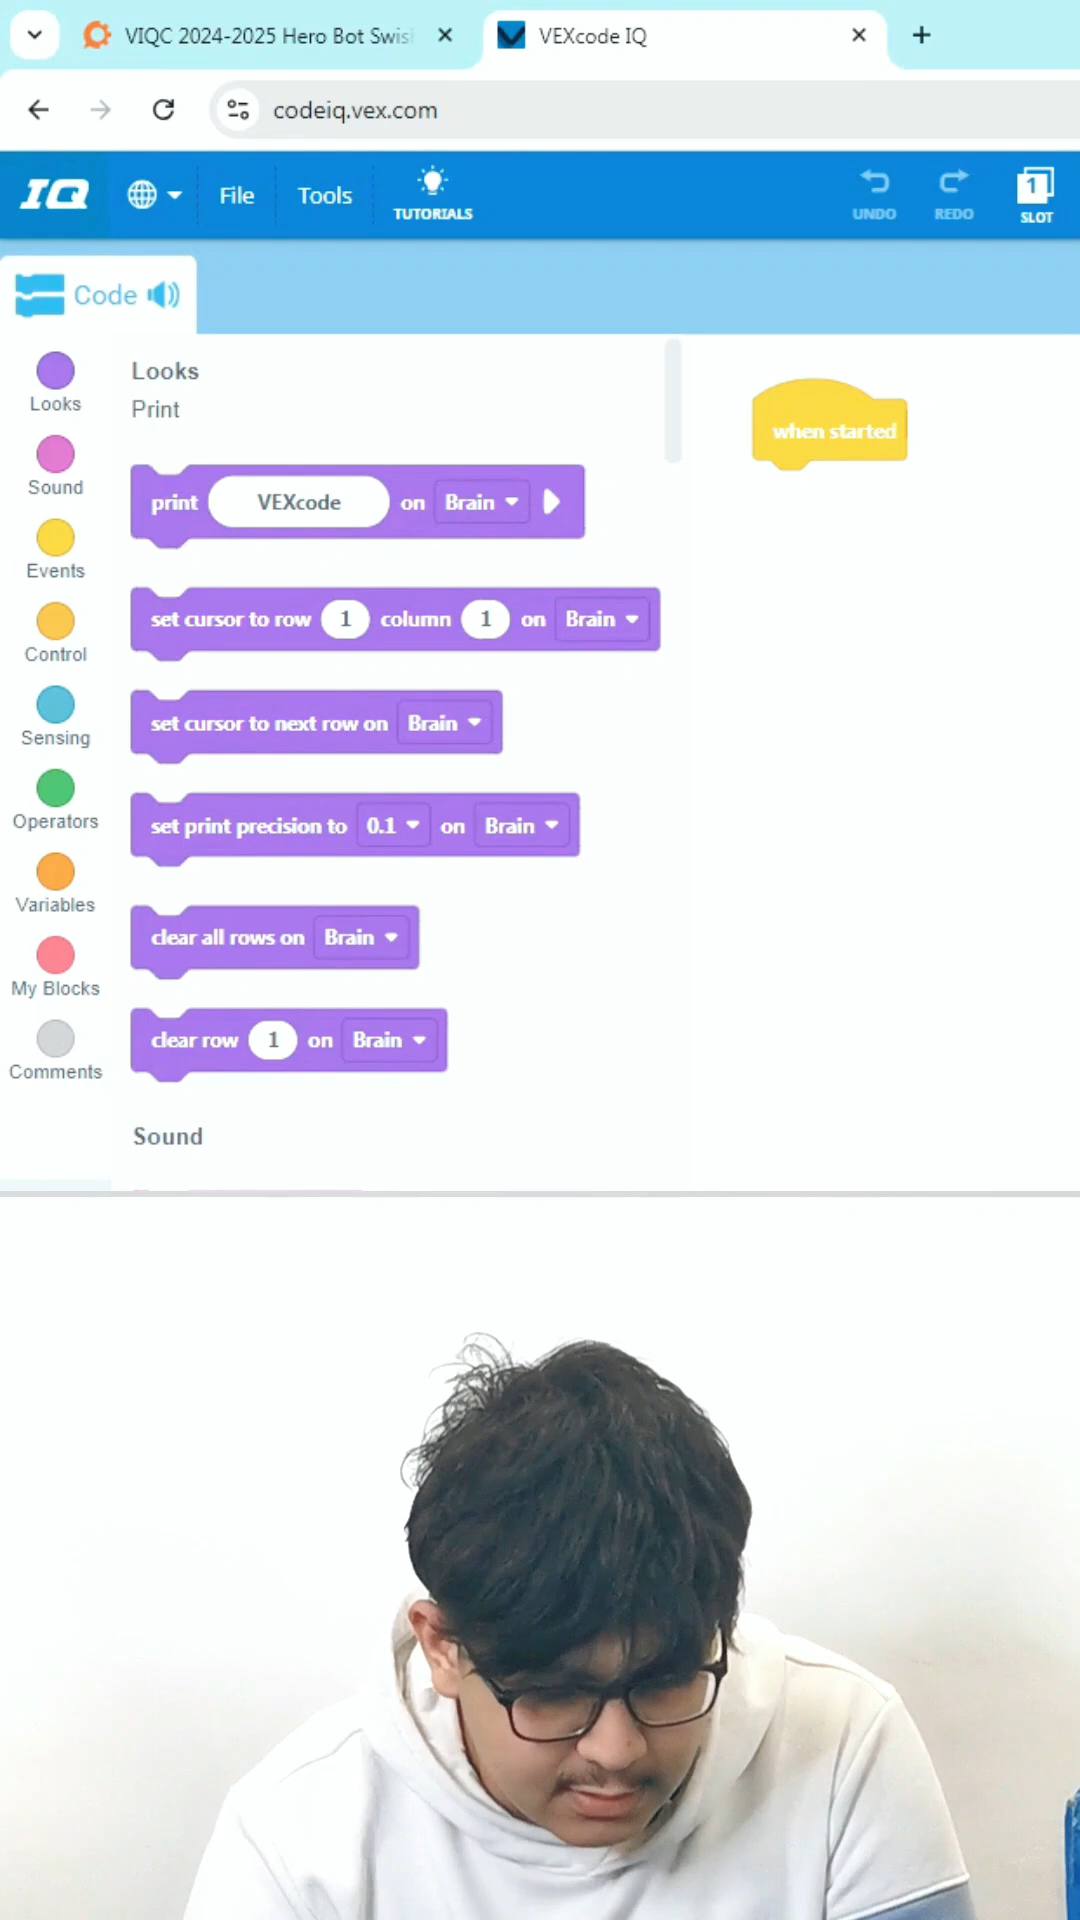 VIQC 2024-2025 Hero Bot Swis
VEXcode IQ
codeiq.vex.com
IQ
File
Tools
TUTORIALS
UNDO
REDO
1
SLOT
Code
Looks
Sound
Events
Control
Sensing
Operators
Variables
My Blocks
Comments
Looks
Print
print VEXcode on Brain
set cursor to row 1 column 1 on Brain
set cursor to next row on Brain
set print precision to 0.1 on Brain
clear all rows on Brain
clear row 1 on Brain
Sound
when started